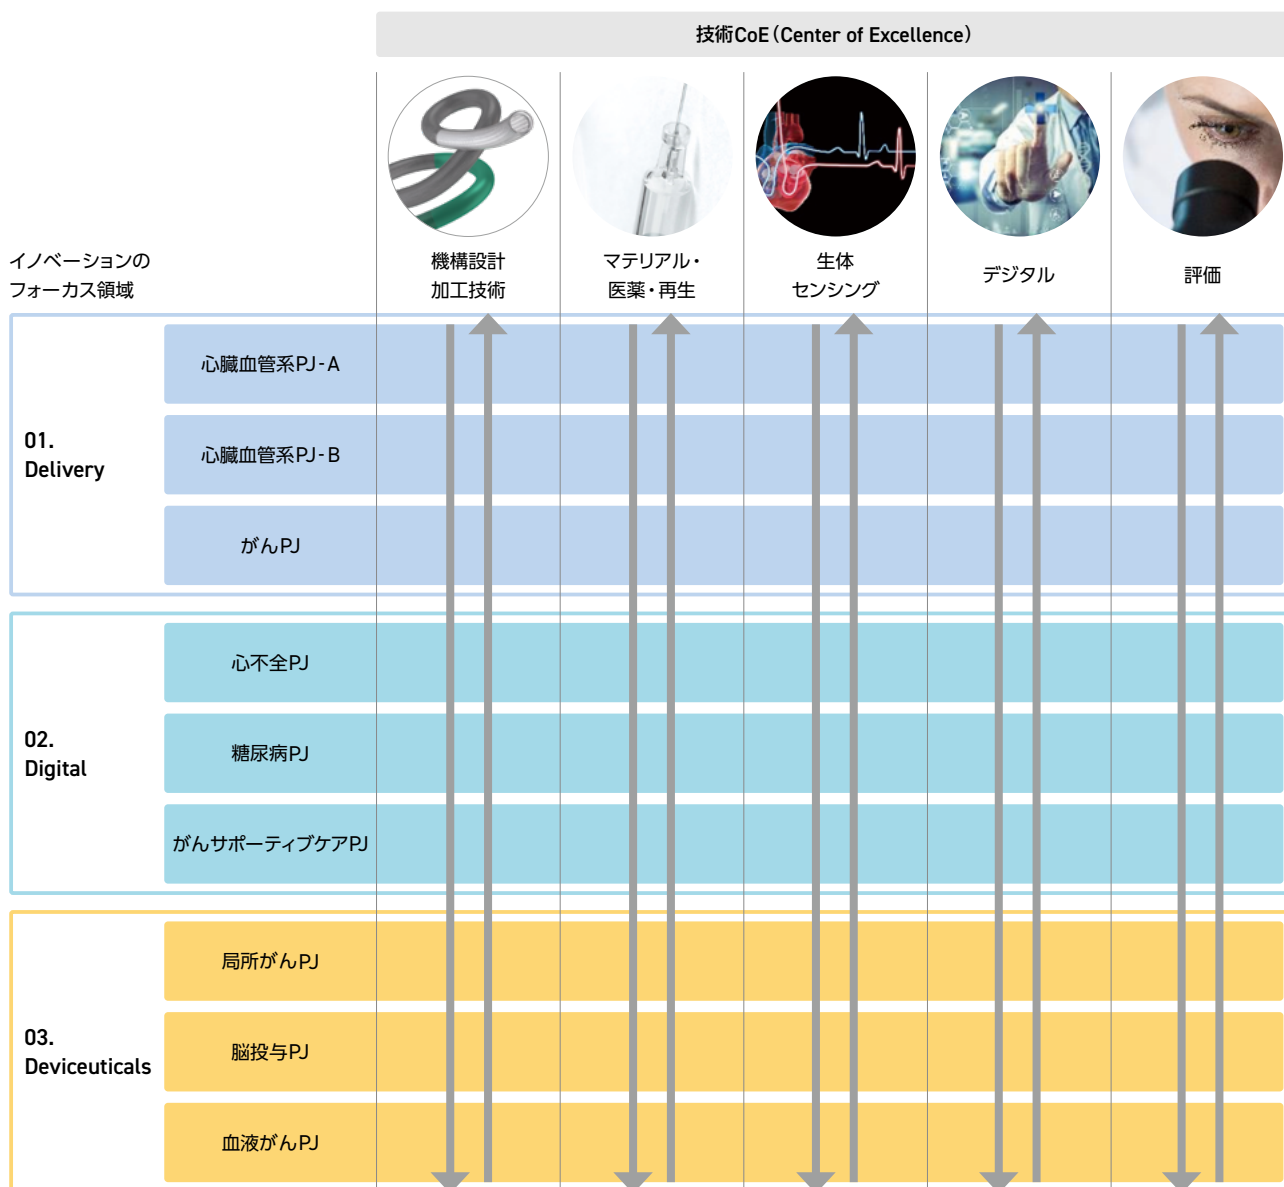 技術CoE(Center of Excellence)
イノベーションの
フォーカス領域
機構設計
加工技術
マテリアル・
医薬・再生
生体
センシング
デジタル
評価
01.
Delivery
心臓血管系PJ-A
心臓血管系PJ-B
がんPJ
02.
Digital
心不全PJ
糖尿病PJ
がんサポーティブケアPJ
03.
Deviceuticals
局所がんPJ
脳投与PJ
血液がんPJ